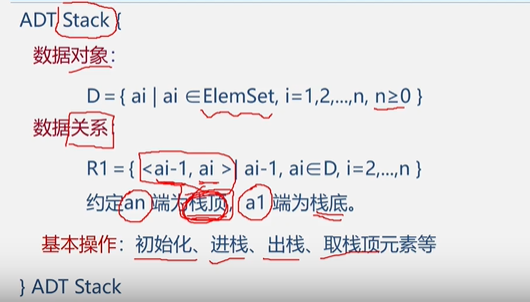 ADT Stack {
数据对象:
D = { ai | ai ∈ElemSet, i=1,2,...,n, n≥0 }
数据关系:
R1 = { <ai-1, ai >| ai-1, ai∈D, i=2,...,n }
约定an 端为栈顶, a1 端为栈底。
基本操作：初始化、进栈、出栈、取栈顶元素等
} ADT Stack